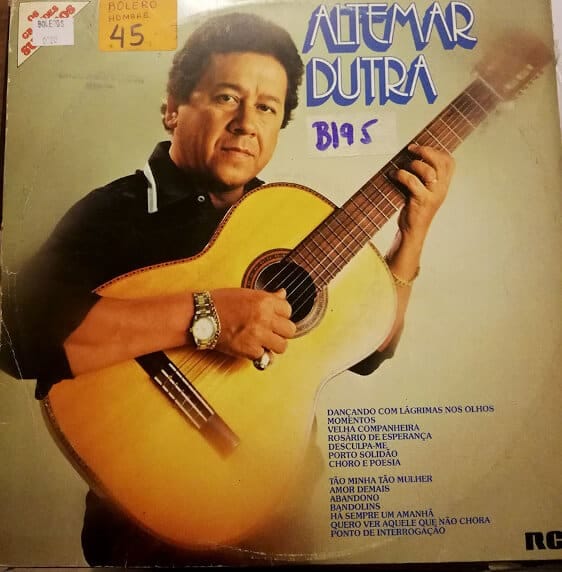 OS
BOLEROS
BOLERO
HOMBRE
45
ALTEMAR
DUTRA
B195
DANÇANDO COM LÁGRIMAS NOS OLHOS
MOMENTOS
VELHA COMPANHEIRA
ROSÁRIO DE ESPERANÇA
DESCULPA-ME
PORTO SOLIDÃO
CHORO E POESIA
TÃO MINHA TÃO MULHER
AMOR DEMAIS
ABANDONO
BANDOLINS
HÁ SEMPRE UM AMANHÃ
QUERO VER AQUELE QUE NÃO CHORA
PONTO DE INTERROGAÇÃO
RC